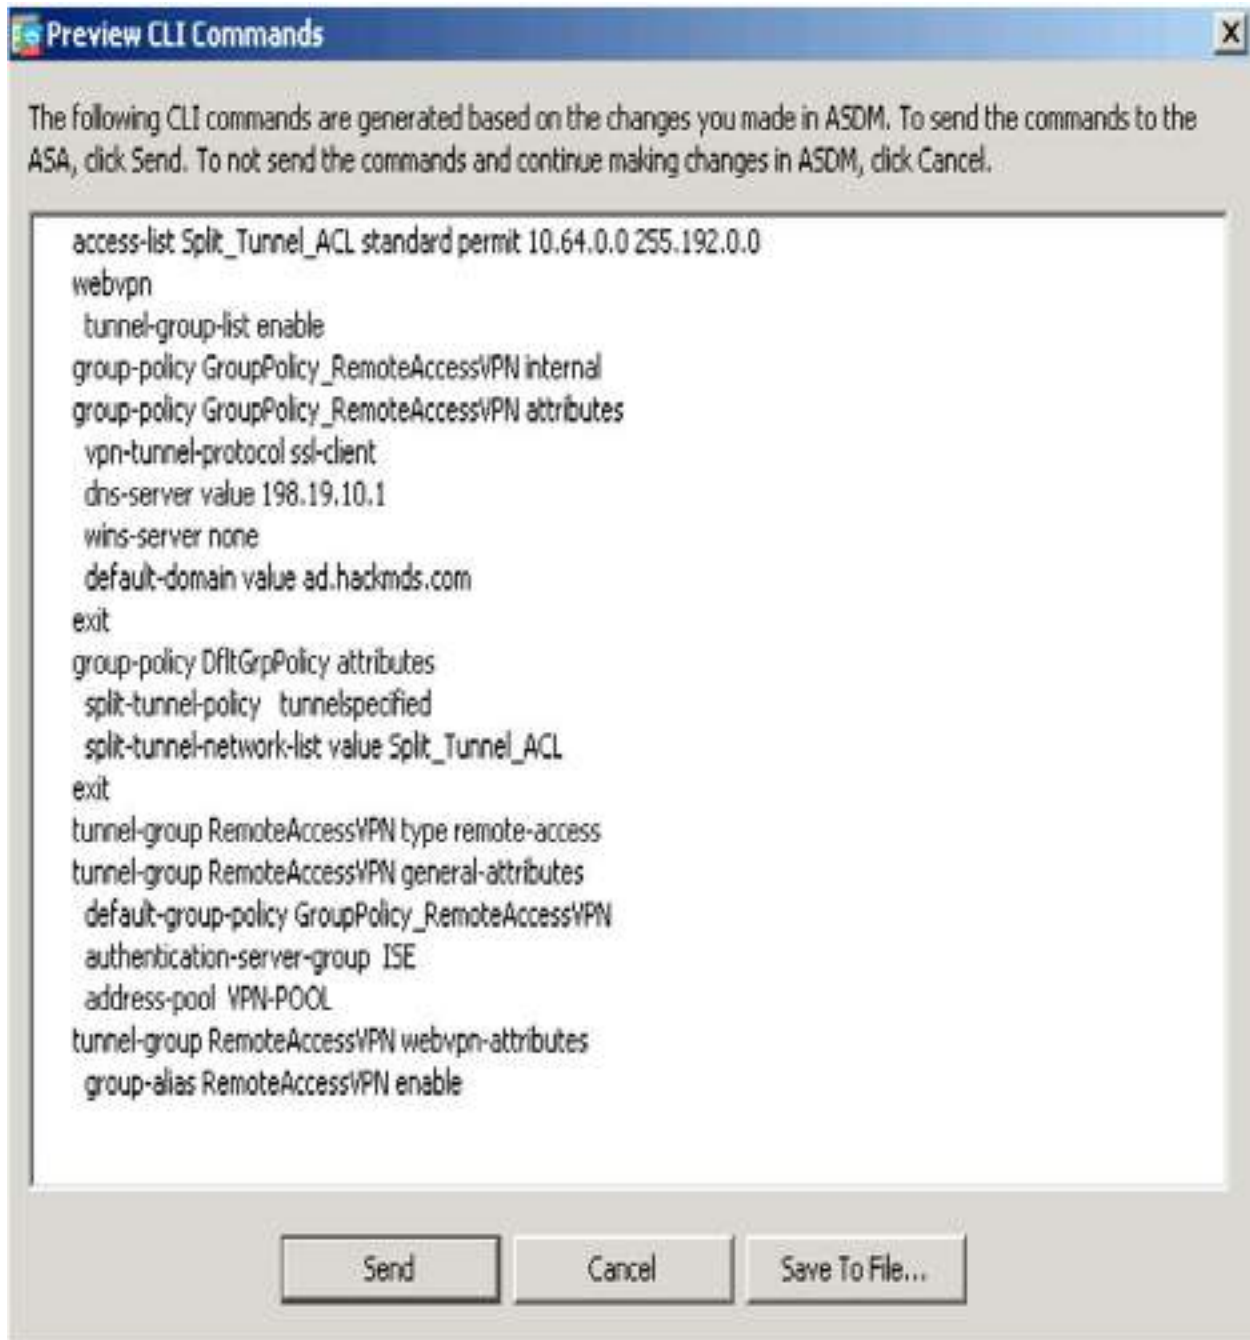 Preview CLI Commands
The following CLI commands are generated based on the changes you made in ASDM. To send the commands to the
ASA, click Send. To not send the commands and continue making changes in ASDM, click Cancel.
access-list Split_Tunnel_ACL standard permit 10.64.0.0 255.192.0.0
webvpn
tunnel-group-list enable
group-policy GroupPolicy_RemoteAccessVPN internal
group-policy GroupPolicy_RemoteAccessVPN attributes
vpn-tunnel-protocol ssl-client
dns-server value 198.19.10.1
wins-server none
default-domain value ad.hackmds.com
exit
group-policy DfltGrpPolicy attributes
split-tunnel-policy tunnelspecified
split-tunnel-network-list value Split_Tunnel_ACL
exit
tunnel-group RemoteAccessVPN type remote-access
tunnel-group RemoteAccessVPN general-attributes
default-group-policy GroupPolicy_RemoteAccessVPN
authentication-server-group ISE
address-pool VPN-POOL
tunnel-group RemoteAccessVPN webvpn-attributes
group-alias RemoteAccessVPN enable
Send Cancel Save To File...